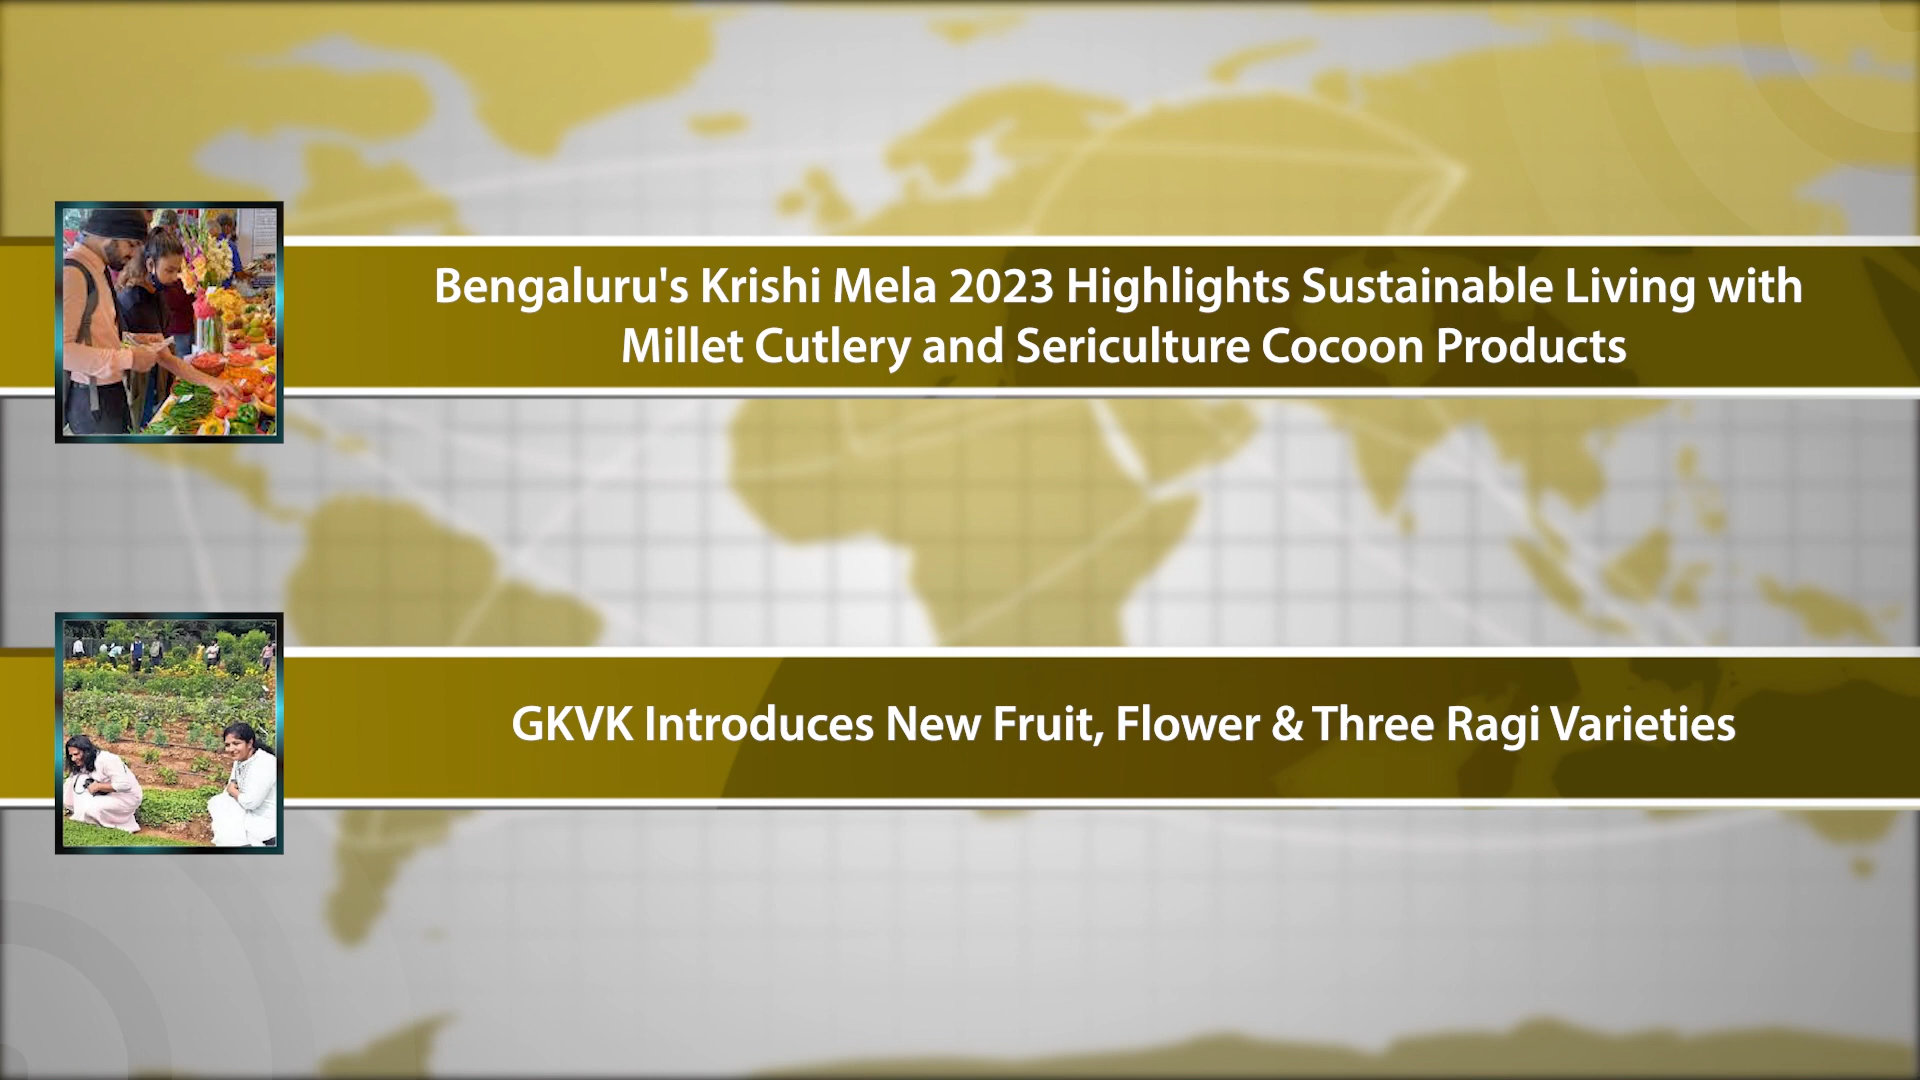 Bengaluru's Krishi Mela 2023 Highlights Sustainable Living with
Millet Cutlery and Sericulture Cocoon Products
GKVK Introduces New Fruit, Flower & Three Ragi Varieties